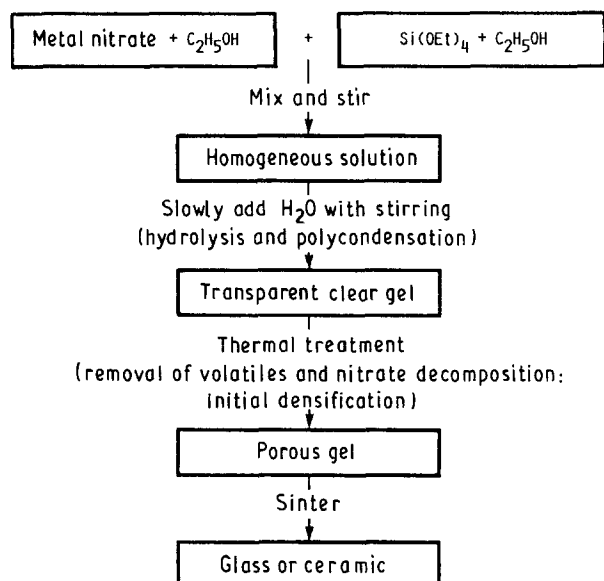 Metal nitrate + C₂H₅OH + Si(OEt)₄ + C₂H₅OH
Mix and stir
Homogeneous solution
Slowly add H₂O with stirring
(hydrolysis and polycondensation)
Transparent clear gel
Thermal treatment
(removal of volatiles and nitrate decomposition:
initial densification)
Porous gel
Sinter
Glass or ceramic